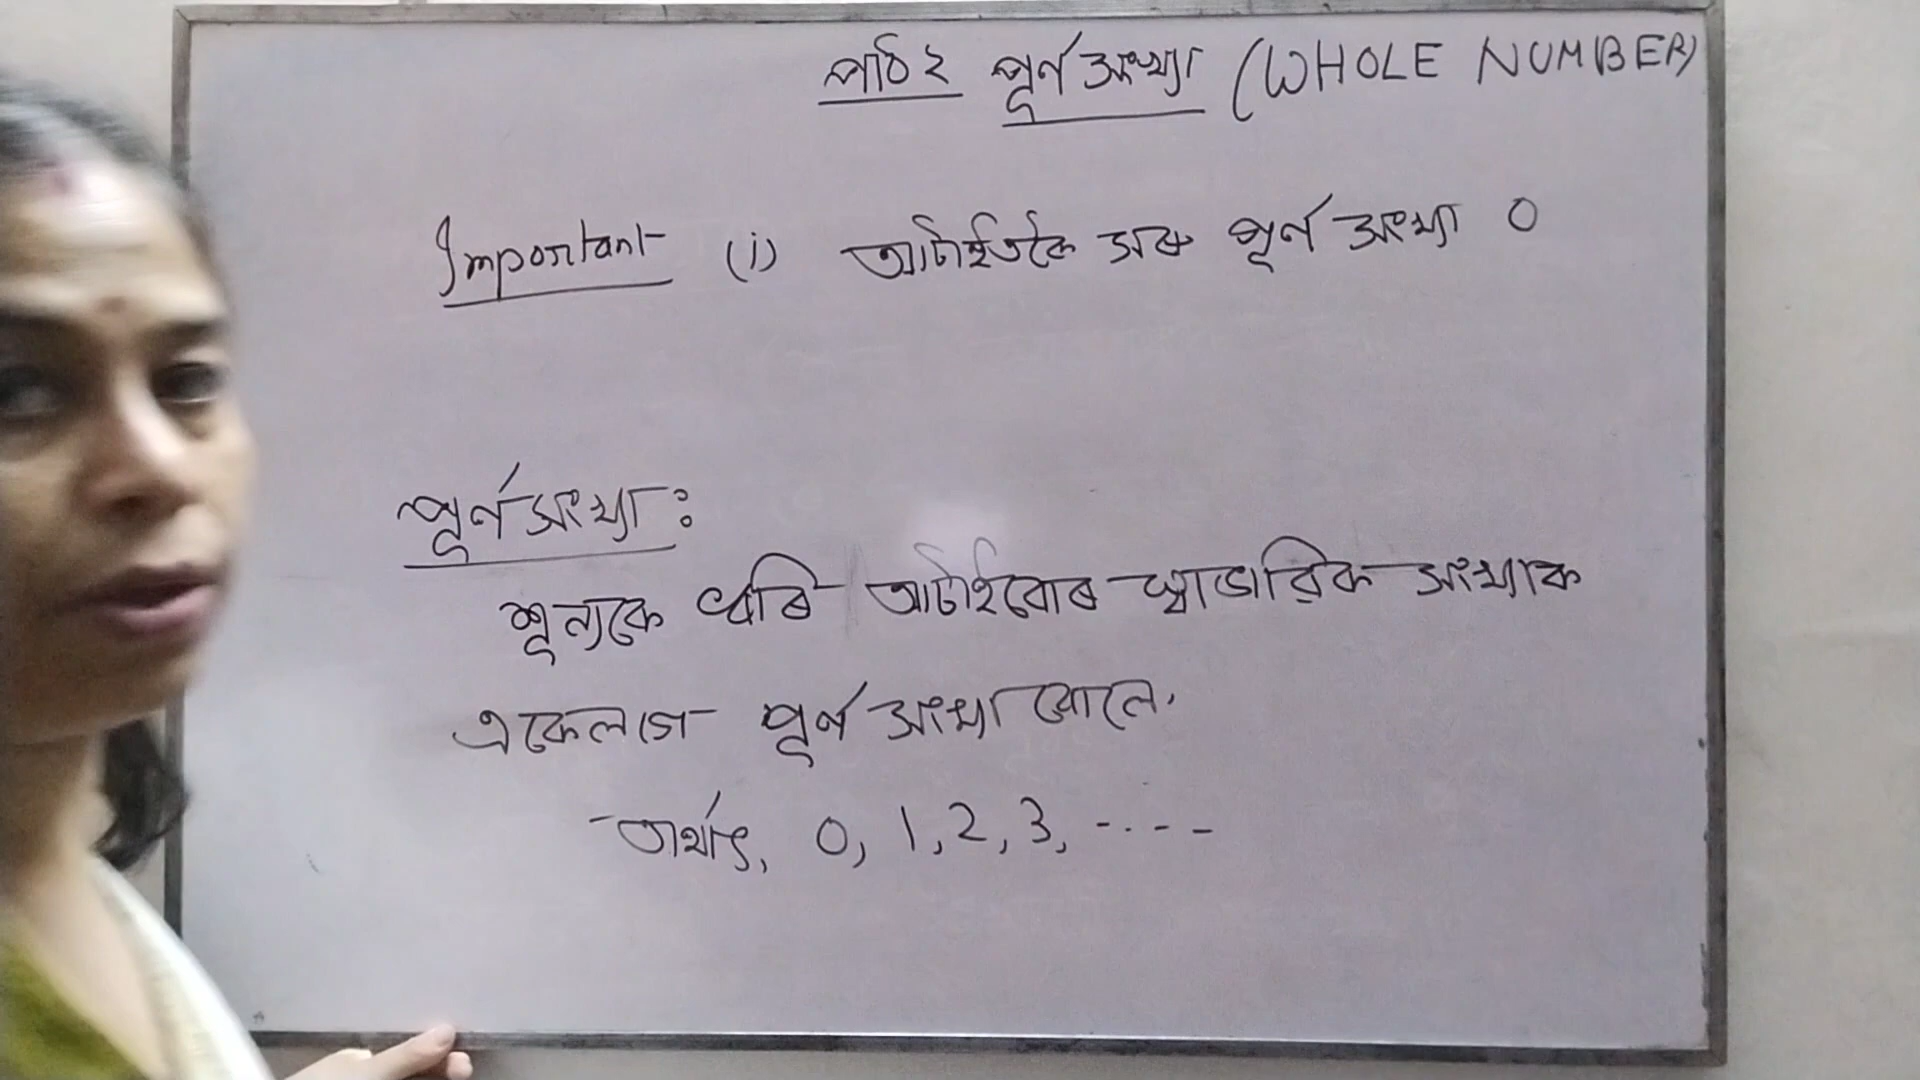 পাঠ ২ পূৰ্ণ সংখ্যা (WHOLE NUMBER)
Important (i) আটাইতকৈ সৰু পূৰ্ণ সংখ্যা 0
পূৰ্ণ সংখ্যা :
শূন্যকে ধৰি আটাইবোৰ স্বাভাৱিক সংখ্যাক
একেলগে পূৰ্ণ সংখ্যা বোলে.
অৰ্থাৎ, 0, 1, 2, 3, -----